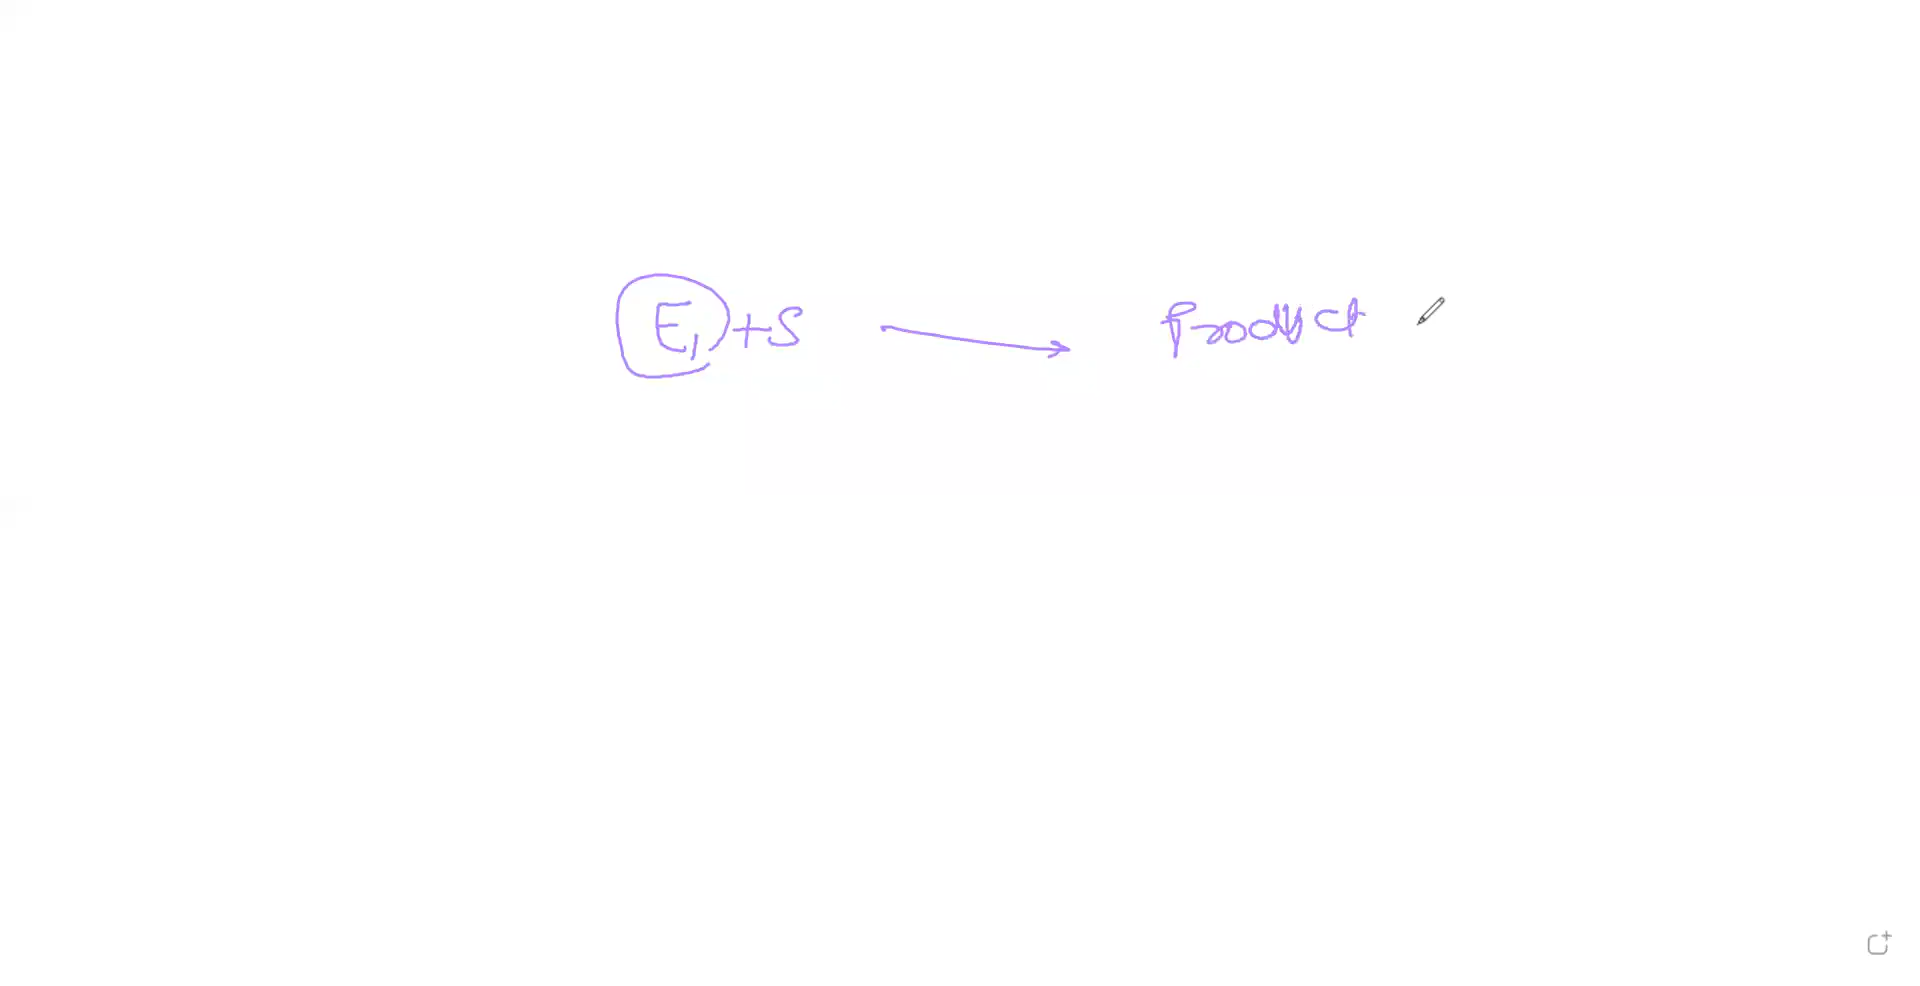 E₁ + S → Product